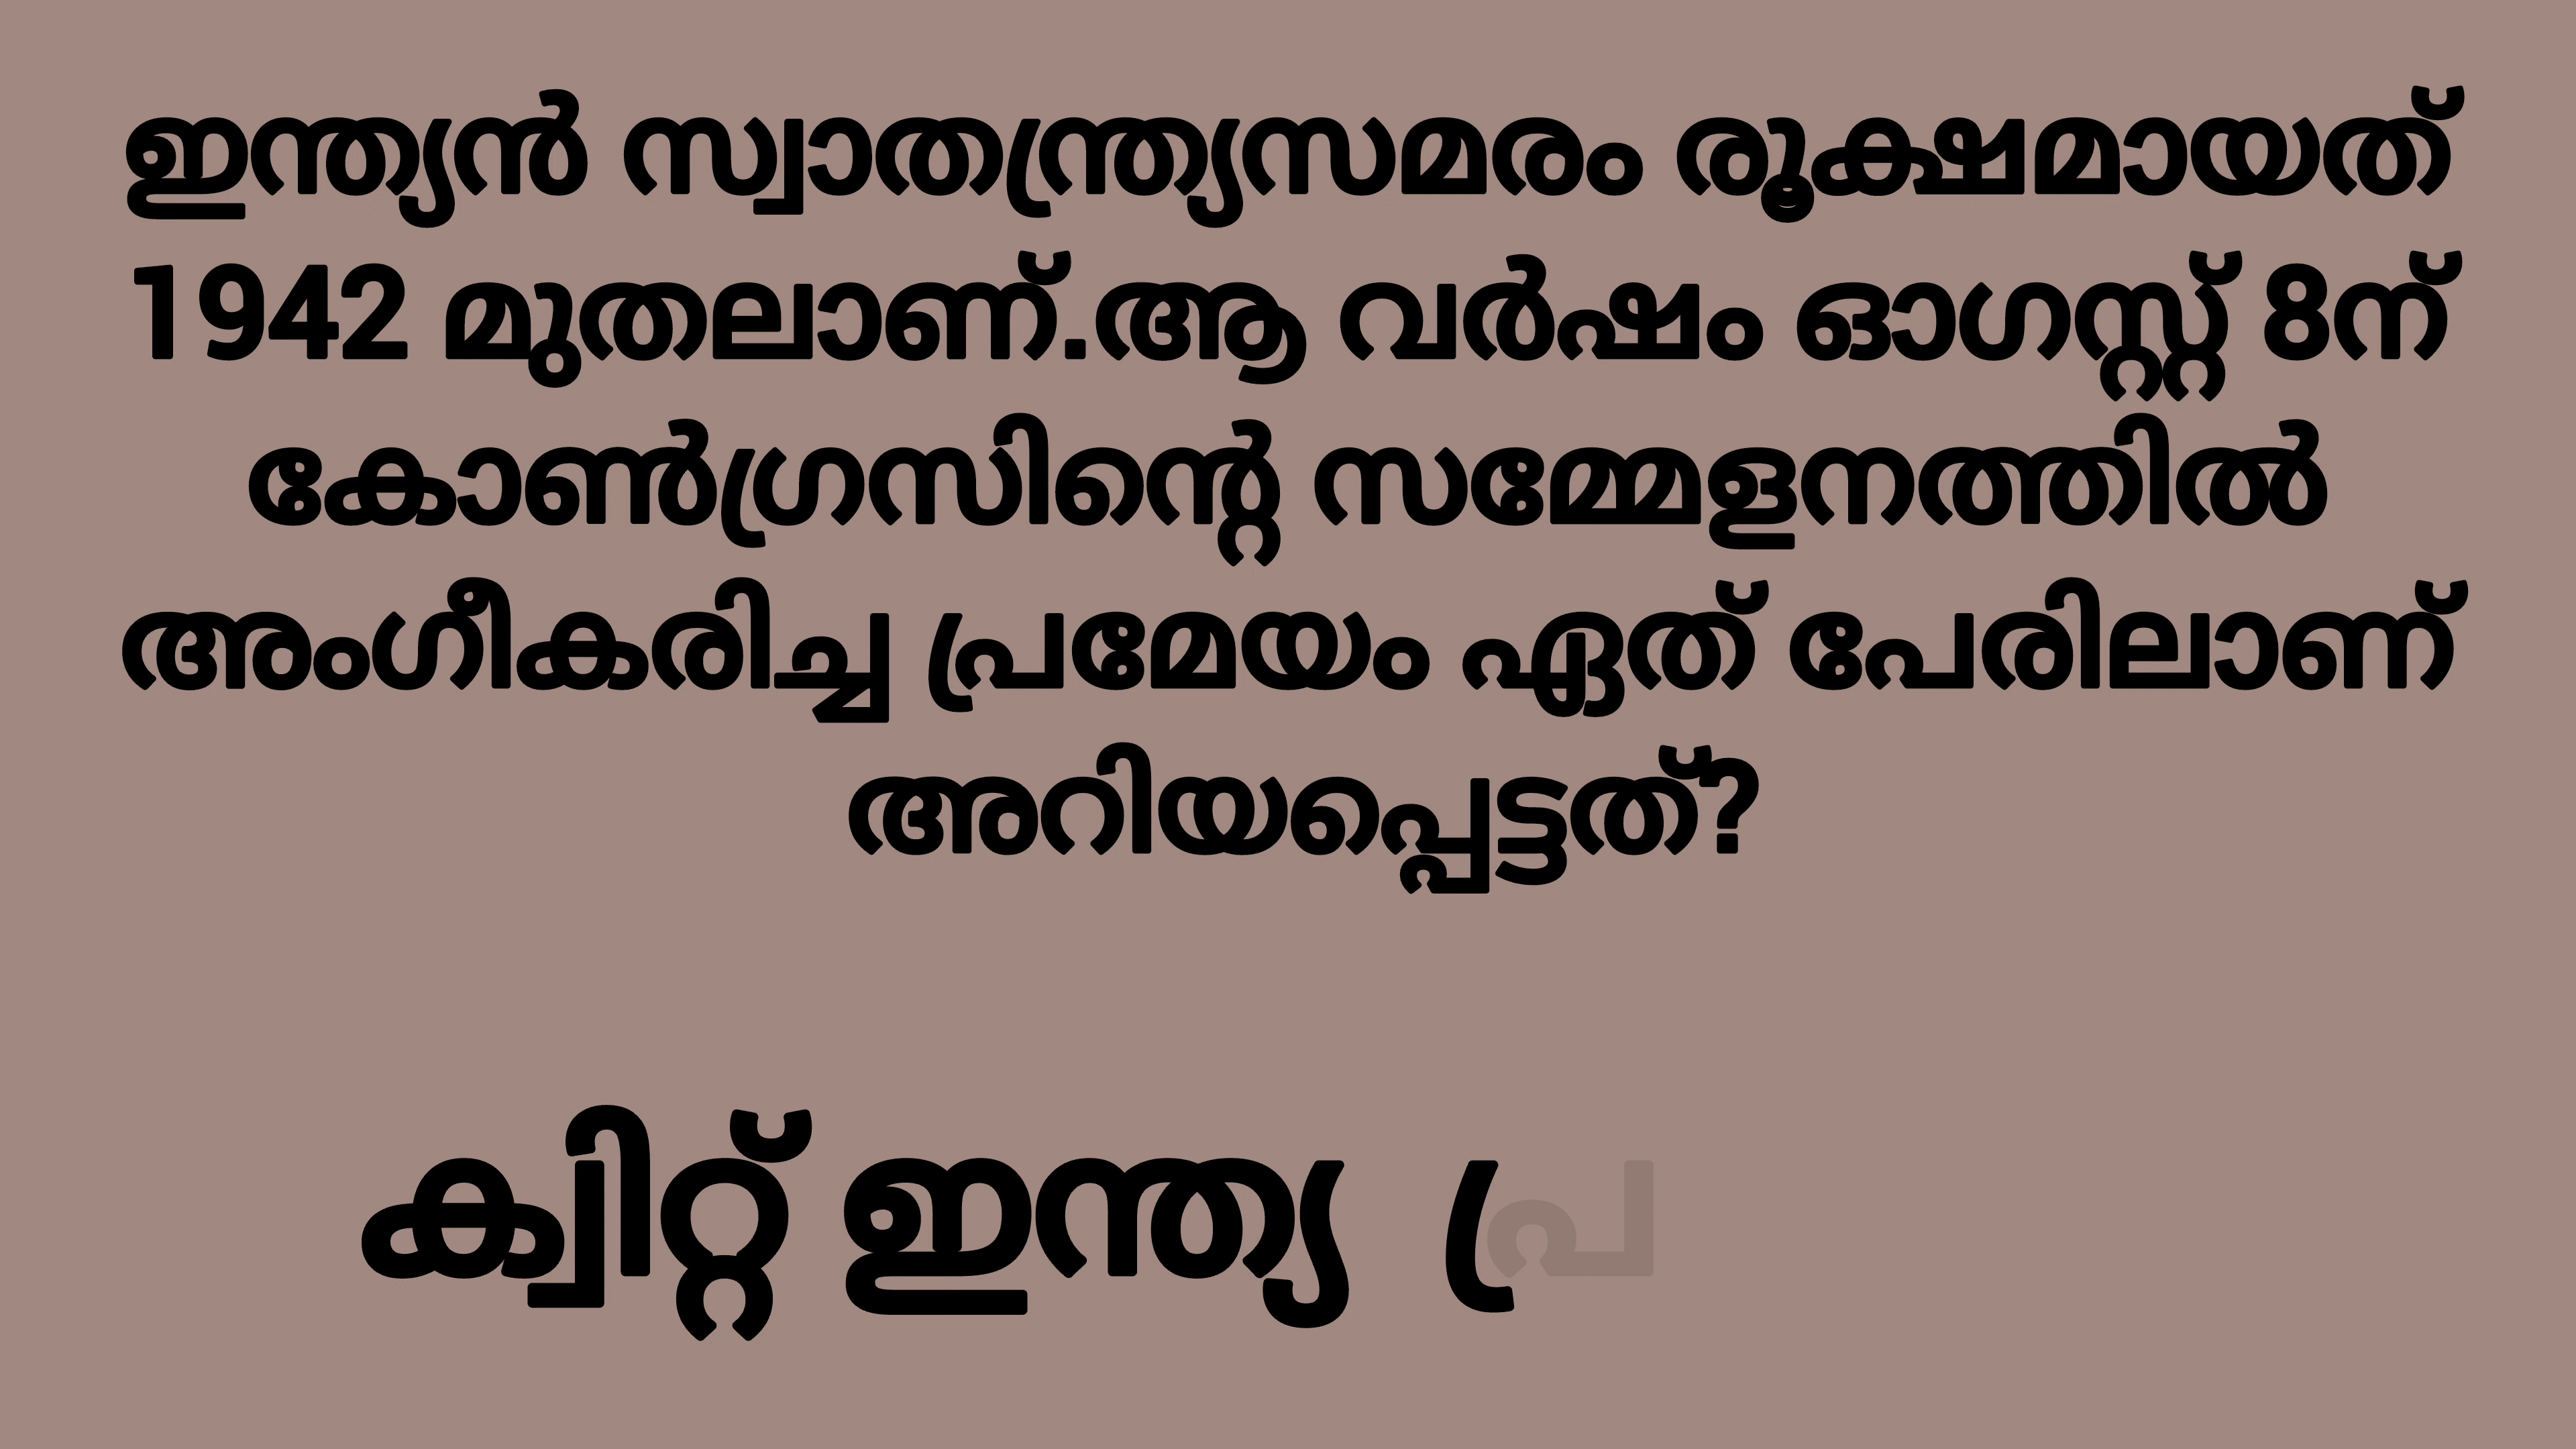 ഇന്ത്യൻ സ്വാതന്ത്ര്യസമരം രൂക്ഷമായത്
1942 മുതലാണ്.ആ വർഷം ഓഗസ്റ്റ് 8ന്
കോൺഗ്രസിന്റെ സമ്മേളനത്തിൽ
അംഗീകരിച്ച പ്രമേയം ഏത് പേരിലാണ്
അറിയപ്പെട്ടത്?
ക്വിറ്റ് ഇന്ത്യ പ്ര